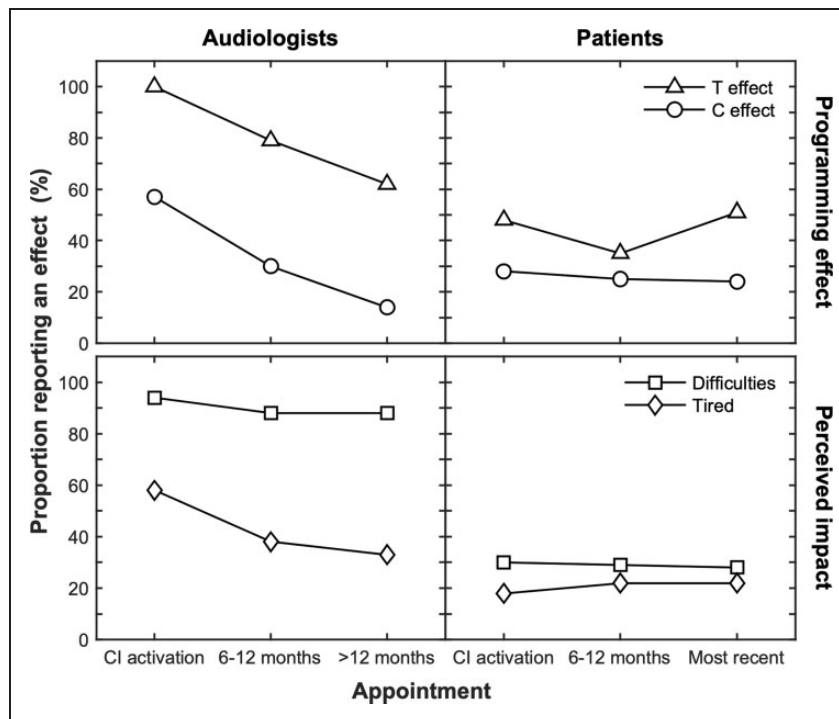 Audiologists
Patients
Proportion reporting an effect (%)
100
80
60
40
20
0
T effect
C effect
Programming effect
100
80
60
40
20
0
Difficulties
Tired
Perceived impact
CI activation 6-12 months >12 months
CI activation 6-12 months Most recent
Appointment